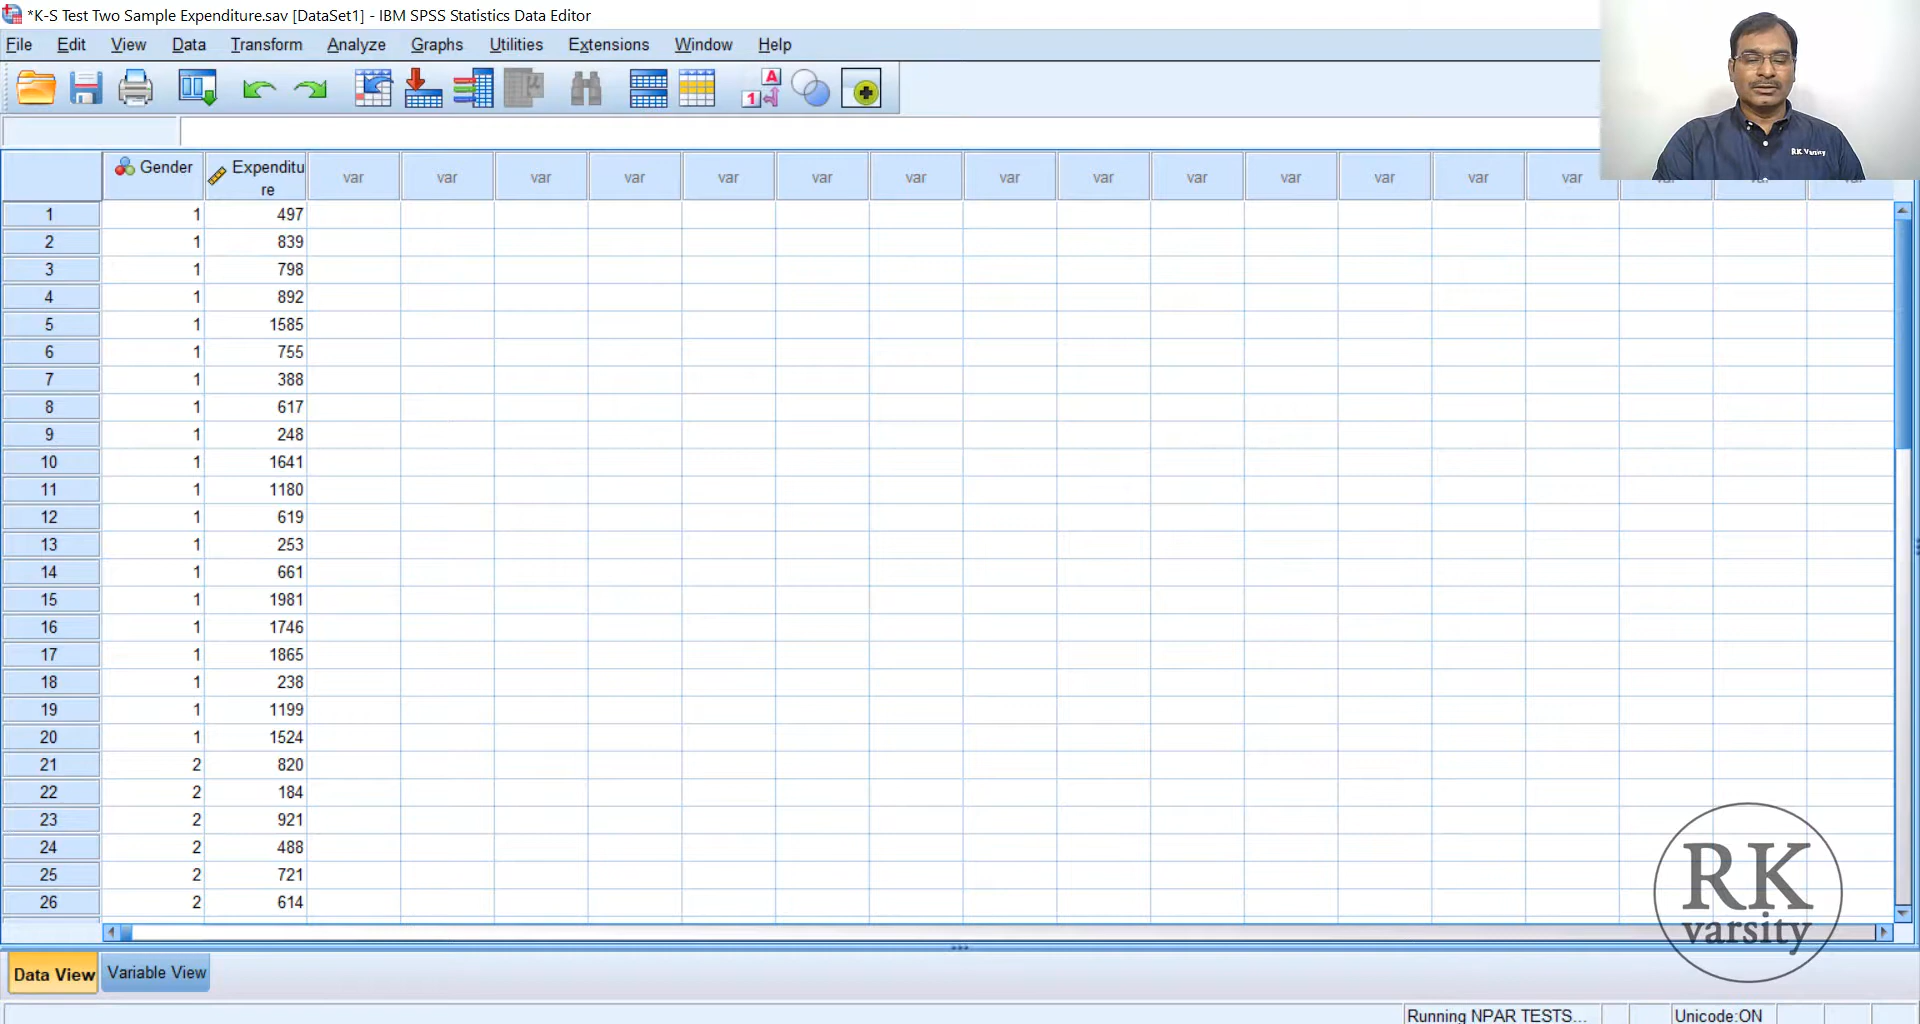 *K-S Test Two Sample Expenditure.sav [DataSet1] - IBM SPSS Statistics Data Editor
File Edit View Data Transform Analyze Graphs Utilities Extensions Window Help
A
1
RK Varsity
Gender Expenditu
re
var var var var var var var var var var var var var var
1 1 497
2 1 839
3 1 798
4 1 892
5 1 1585
6 1 755
7 1 388
8 1 617
9 1 248
10 1 1641
11 1 1180
12 1 619
13 1 253
14 1 661
15 1 1981
16 1 1746
17 1 1865
18 1 238
19 1 1199
20 1 1524
21 2 820
22 2 184
23 2 921
24 2 488
25 2 721
26 2 614
RK
varsity
Data View Variable View
Running NPAR TESTS... Unicode:ON